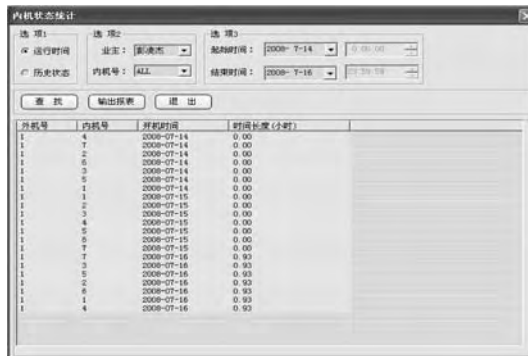 内机状态统计
选 项1
选 项2
选 项3
运行时间
业主：
起始时间： 2008- 7-14 0:00:00
历史状态
内机号： ALL
结束时间： 2008- 7-16 23:59:59
查 找 输出报表 退 出
外机号 内机号 开机时间 时间长度(小时)
1 4 2008-07-14 0.00
1 7 2008-07-14 0.00
1 2 2008-07-14 0.00
1 6 2008-07-14 0.00
1 3 2008-07-14 0.00
1 5 2008-07-14 0.00
1 1 2008-07-14 0.00
1 1 2008-07-15 0.00
1 2 2008-07-15 0.00
1 3 2008-07-15 0.00
1 4 2008-07-15 0.00
1 5 2008-07-15 0.00
1 6 2008-07-15 0.00
1 7 2008-07-15 0.00
1 7 2008-07-16 0.93
1 3 2008-07-16 0.93
1 5 2008-07-16 0.93
1 2 2008-07-16 0.93
1 6 2008-07-16 0.93
1 1 2008-07-16 0.93
1 4 2008-07-16 0.93